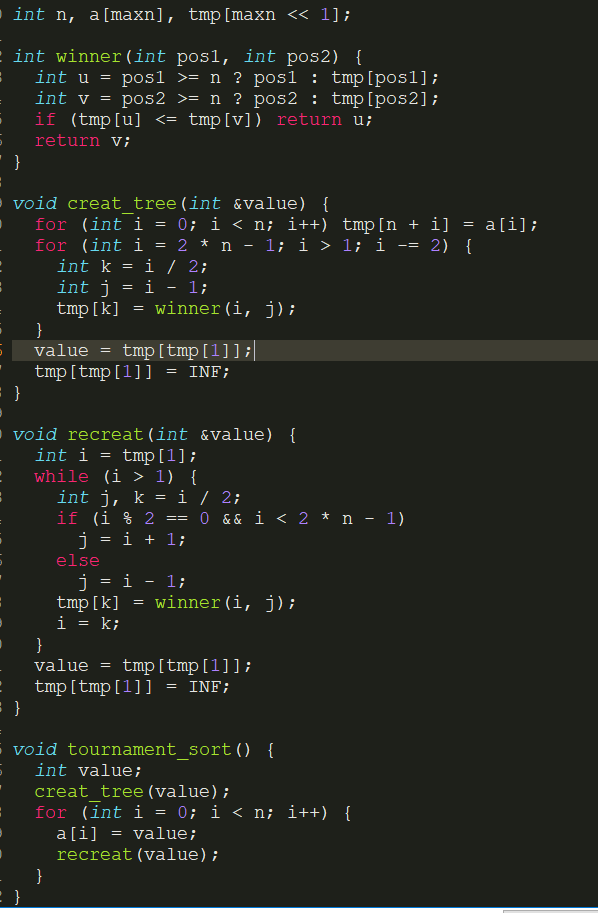 int n, a[maxn], tmp[maxn << 1];
int winner(int pos1, int pos2) {
int u = pos1 >= n ? pos1 : tmp[pos1];
int v = pos2 >= n ? pos2 : tmp[pos2];
if (tmp[u] <= tmp[v]) return u;
return v;
}
void creat_tree(int &value) {
for (int i = 0; i < n; i++) tmp[n + i] = a[i];
for (int i = 2 * n - 1; i > 1; i -= 2) {
int k = i / 2;
int j = i - 1;
tmp[k] = winner(i, j);
}
value = tmp[tmp[1]];
tmp[tmp[1]] = INF;
}
void recreat(int &value) {
int i = tmp[1];
while (i > 1) {
int j, k = i / 2;
if (i % 2 == 0 && i < 2 * n - 1)
j = i + 1;
else
j = i - 1;
tmp[k] = winner(i, j);
i = k;
}
value = tmp[tmp[1]];
tmp[tmp[1]] = INF;
}
void tournament_sort() {
int value;
creat_tree(value);
for (int i = 0; i < n; i++) {
a[i] = value;
recreat(value);
}
}